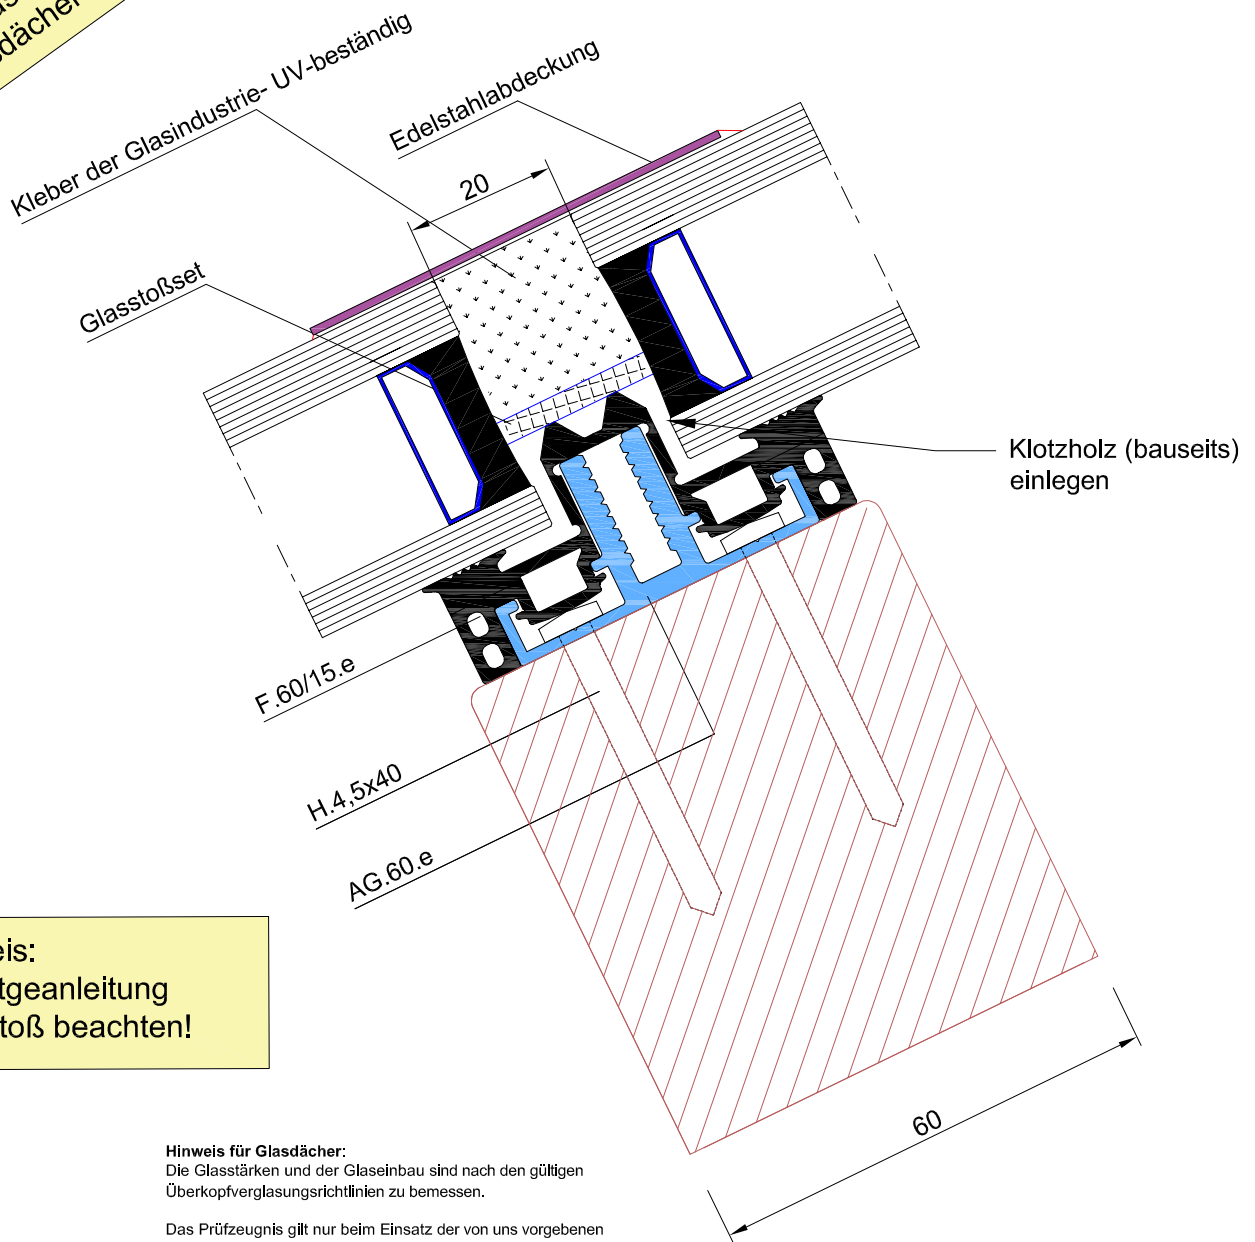 Kleber der Glasindustrie- UV-beständig
Edelstahlabdeckung
20
Glasstoßset
Klotzholz (bauseits)
einlegen
F.60/15.e
H.4,5x40
AG.60.e
beachten!
60
Hinweis für Glasdächer:
Die Glasstärken und der Glaseinbau sind nach den gültigen
Überkopfverglasungsrichtlinien zu bemessen.
Das Prüfzeugnis gilt nur beim Einsatz der von uns vorgebenen